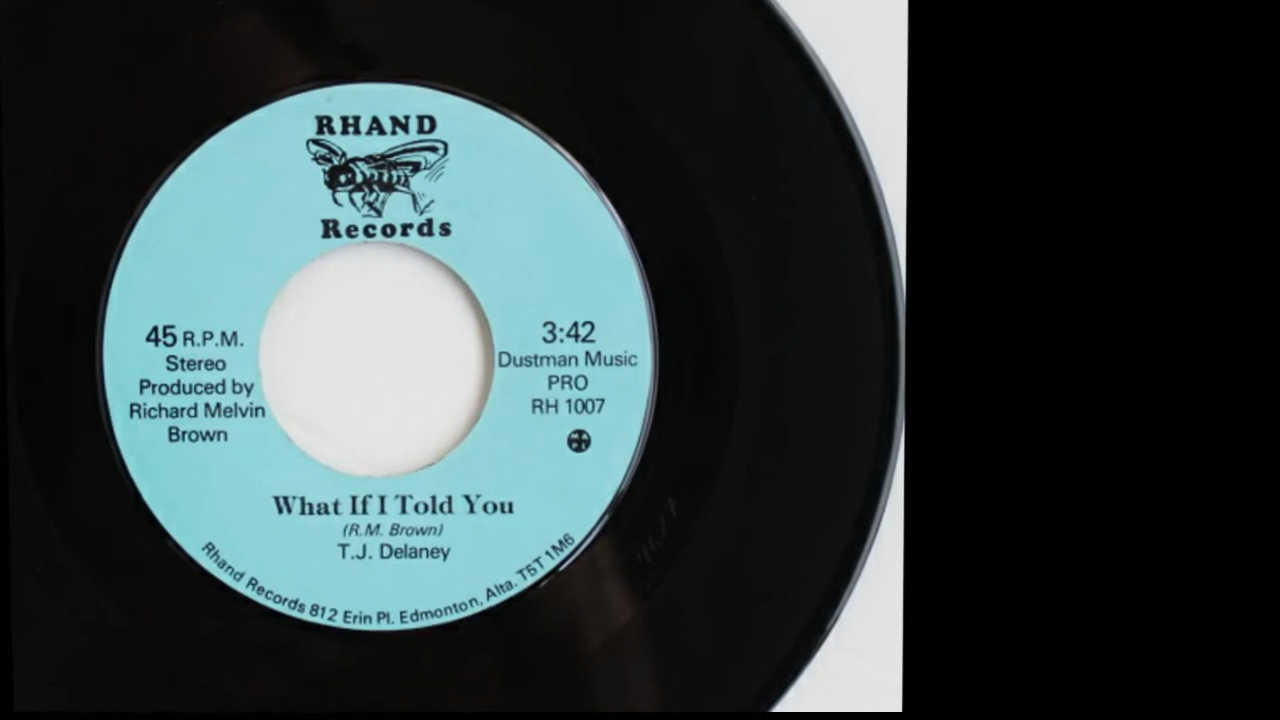 RHAND
Records
45 R.P.M.
Stereo
Produced by
Richard Melvin
Brown
3:42
Dustman Music
PRO
RH 1007
What If I Told You
(R.M. Brown)
T.J. Delaney
Rhand Records 812 Erin Pl. Edmonton, Alta. T5T 1M6